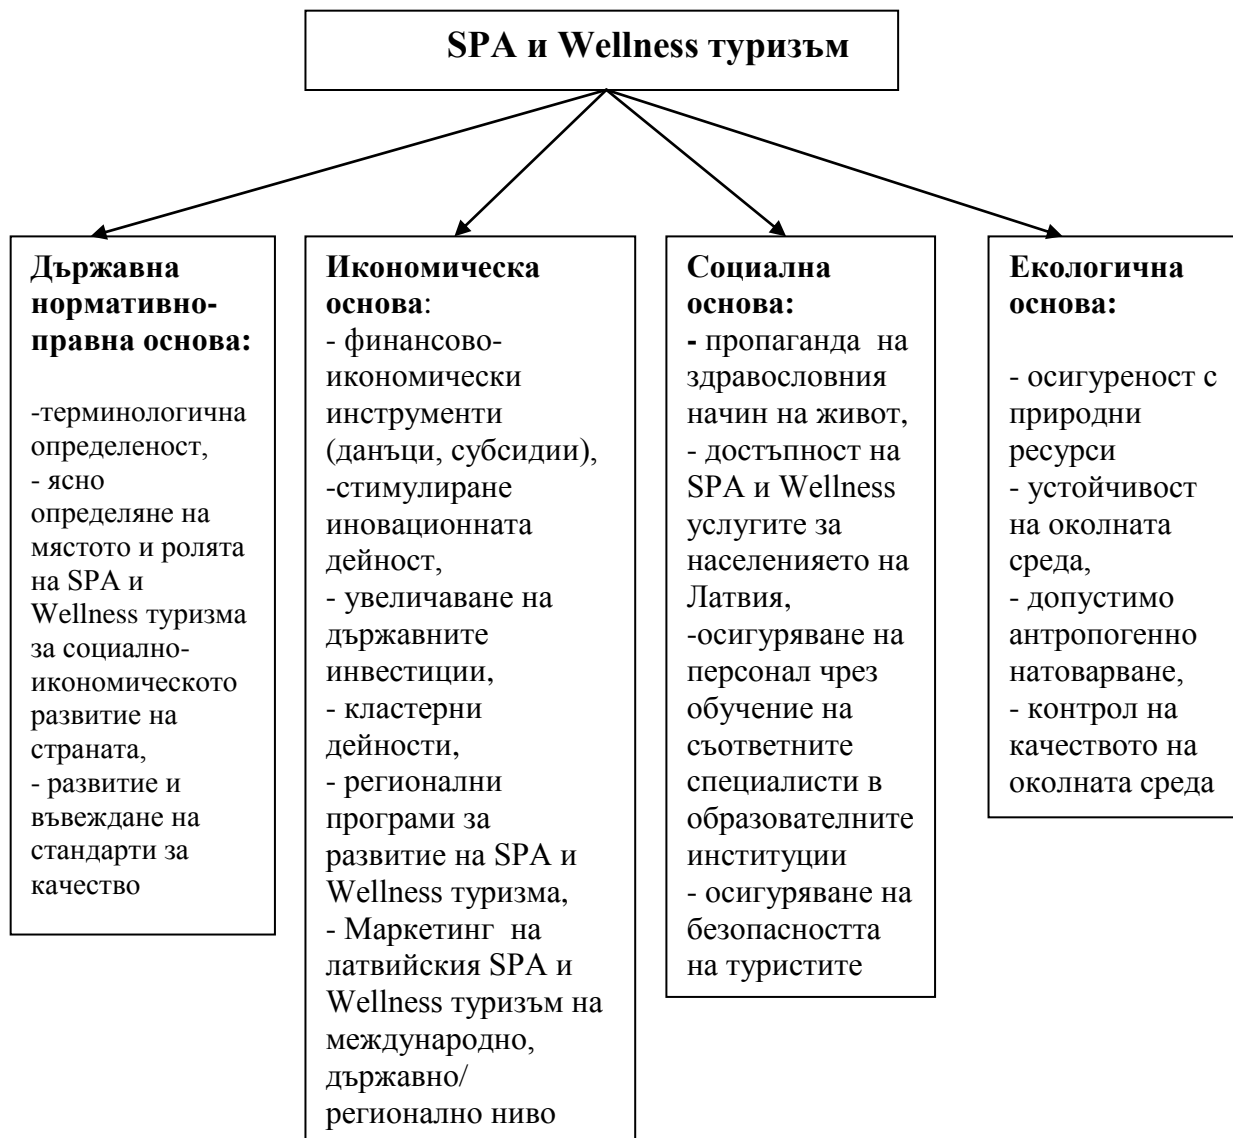 SPA и Wellness туризъм
Държавна
нормативно-
правна основа:
-терминологична
определеност,
- ясно
определяне на
мястото и ролята
на SPA и
Wellness туризма
за социално-
икономическото
развитие на
страната,
- развитие и
въвеждане на
стандарти за
качество
Икономическа
основа:
- финансово-
икономически
инструменти
(данъци, субсидии),
-стимулиране
иновационната
дейност,
- увеличаване на
държавните
инвестиции,
- кластерни
дейности,
- регионални
програми за
развитие на SPA и
Wellness туризма,
- Маркетинг на
латвийския SPA и
Wellness туризъм на
международно,
държавно/
регионално ниво
Социална
основа:
- пропаганда на
здравословния
начин на живот,
- достъпност на
SPA и Wellness
услугите за
населенияето на
Латвия,
-осигуряване на
персонал чрез
обучение на
съответните
специалисти в
образователните
институции
- осигуряване на
безопасността
на туристите
Екологична
основа:
- осигуреност с
природни
ресурси
- устойчивост
на околната
среда,
- допустимо
антропогенно
натоварване,
- контрол на
качеството на
околната среда